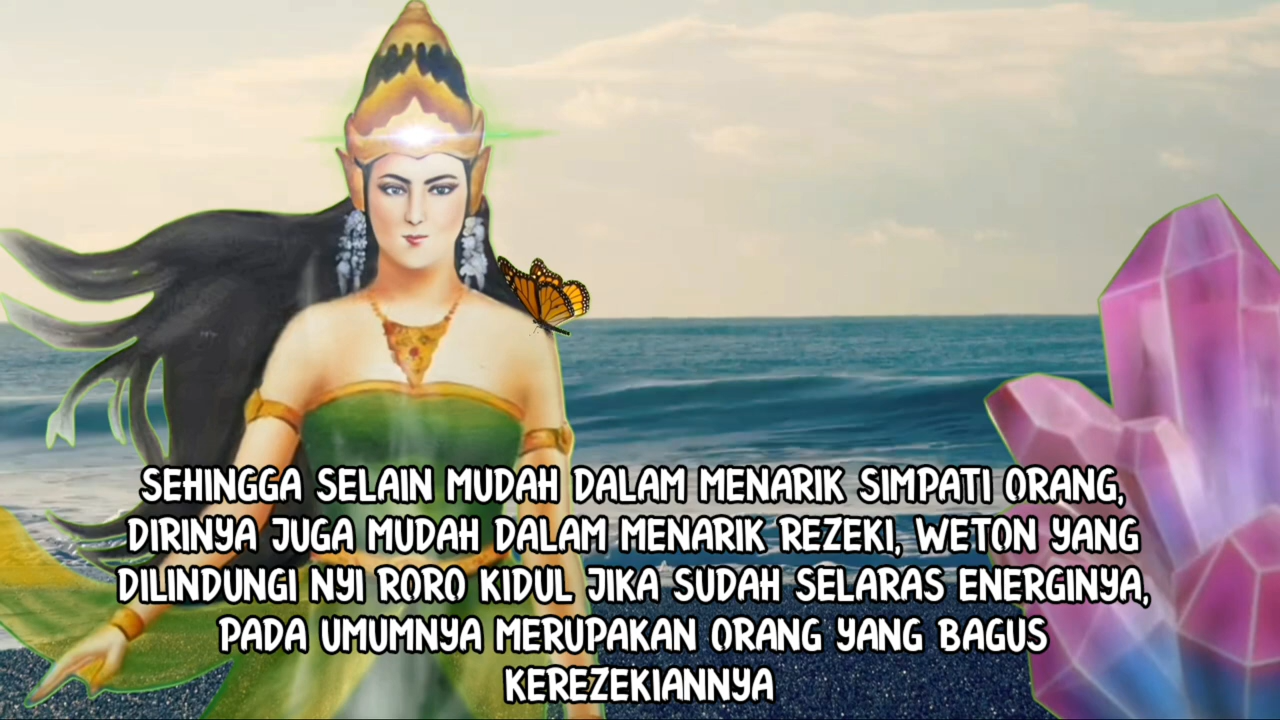 SEHINGGA SELAIN MUDAH DALAM MENARIK SIMPATI ORANG,
DIRINYA JUGA MUDAH DALAM MENARIK REZEKI, WETON YANG
DILINDUNGI NYI RORO KIDUL JIKA SUDAH SELARAS ENERGINYA,
PADA UMUMNYA MERUPAKAN ORANG YANG BAGUS
KEREZEKIANNYA